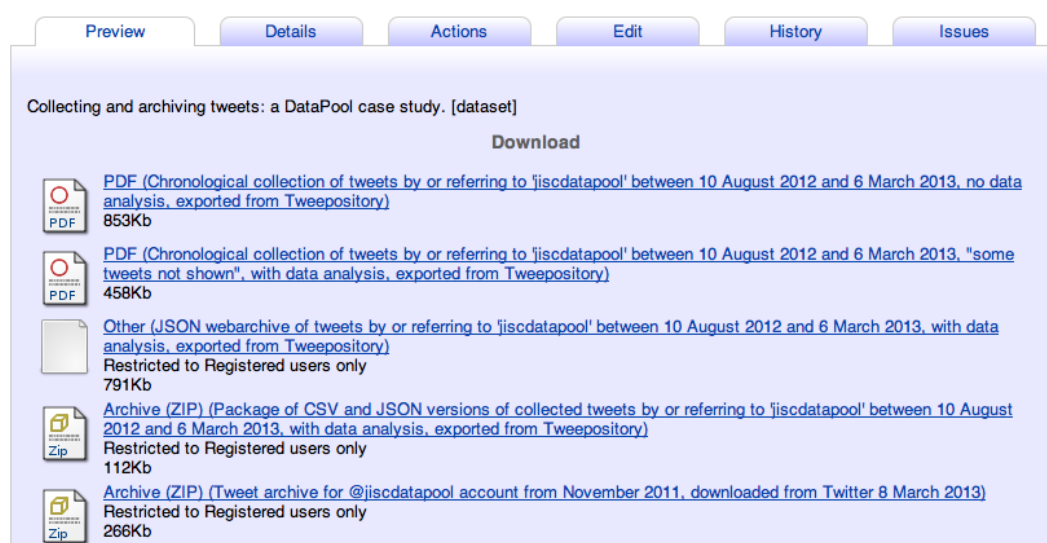 Preview Details Actions Edit History Issues
Collecting and archiving tweets: a DataPool case study. [dataset]
Download
PDF (Chronological collection of tweets by or referring to 'jiscdatapool' between 10 August 2012 and 6 March 2013, no data
analysis, exported from Tweepository)
PDF
853Kb
PDF (Chronological collection of tweets by or referring to 'jiscdatapool' between 10 August 2012 and 6 March 2013, "some
tweets not shown", with data analysis, exported from Tweepository)
PDF
458Kb
Other (JSON webarchive of tweets by or referring to 'jiscdatapool' between 10 August 2012 and 6 March 2013, with data
analysis, exported from Tweepository)
Restricted to Registered users only
791Kb
Archive (ZIP) (Package of CSV and JSON versions of collected tweets by or referring to 'jiscdatapool' between 10 August
2012 and 6 March 2013, with data analysis, exported from Tweepository)
Zip
Restricted to Registered users only
112Kb
Archive (ZIP) (Tweet archive for @jiscdatapool account from November 2011, downloaded from Twitter 8 March 2013)
Restricted to Registered users only
Zip
266Kb